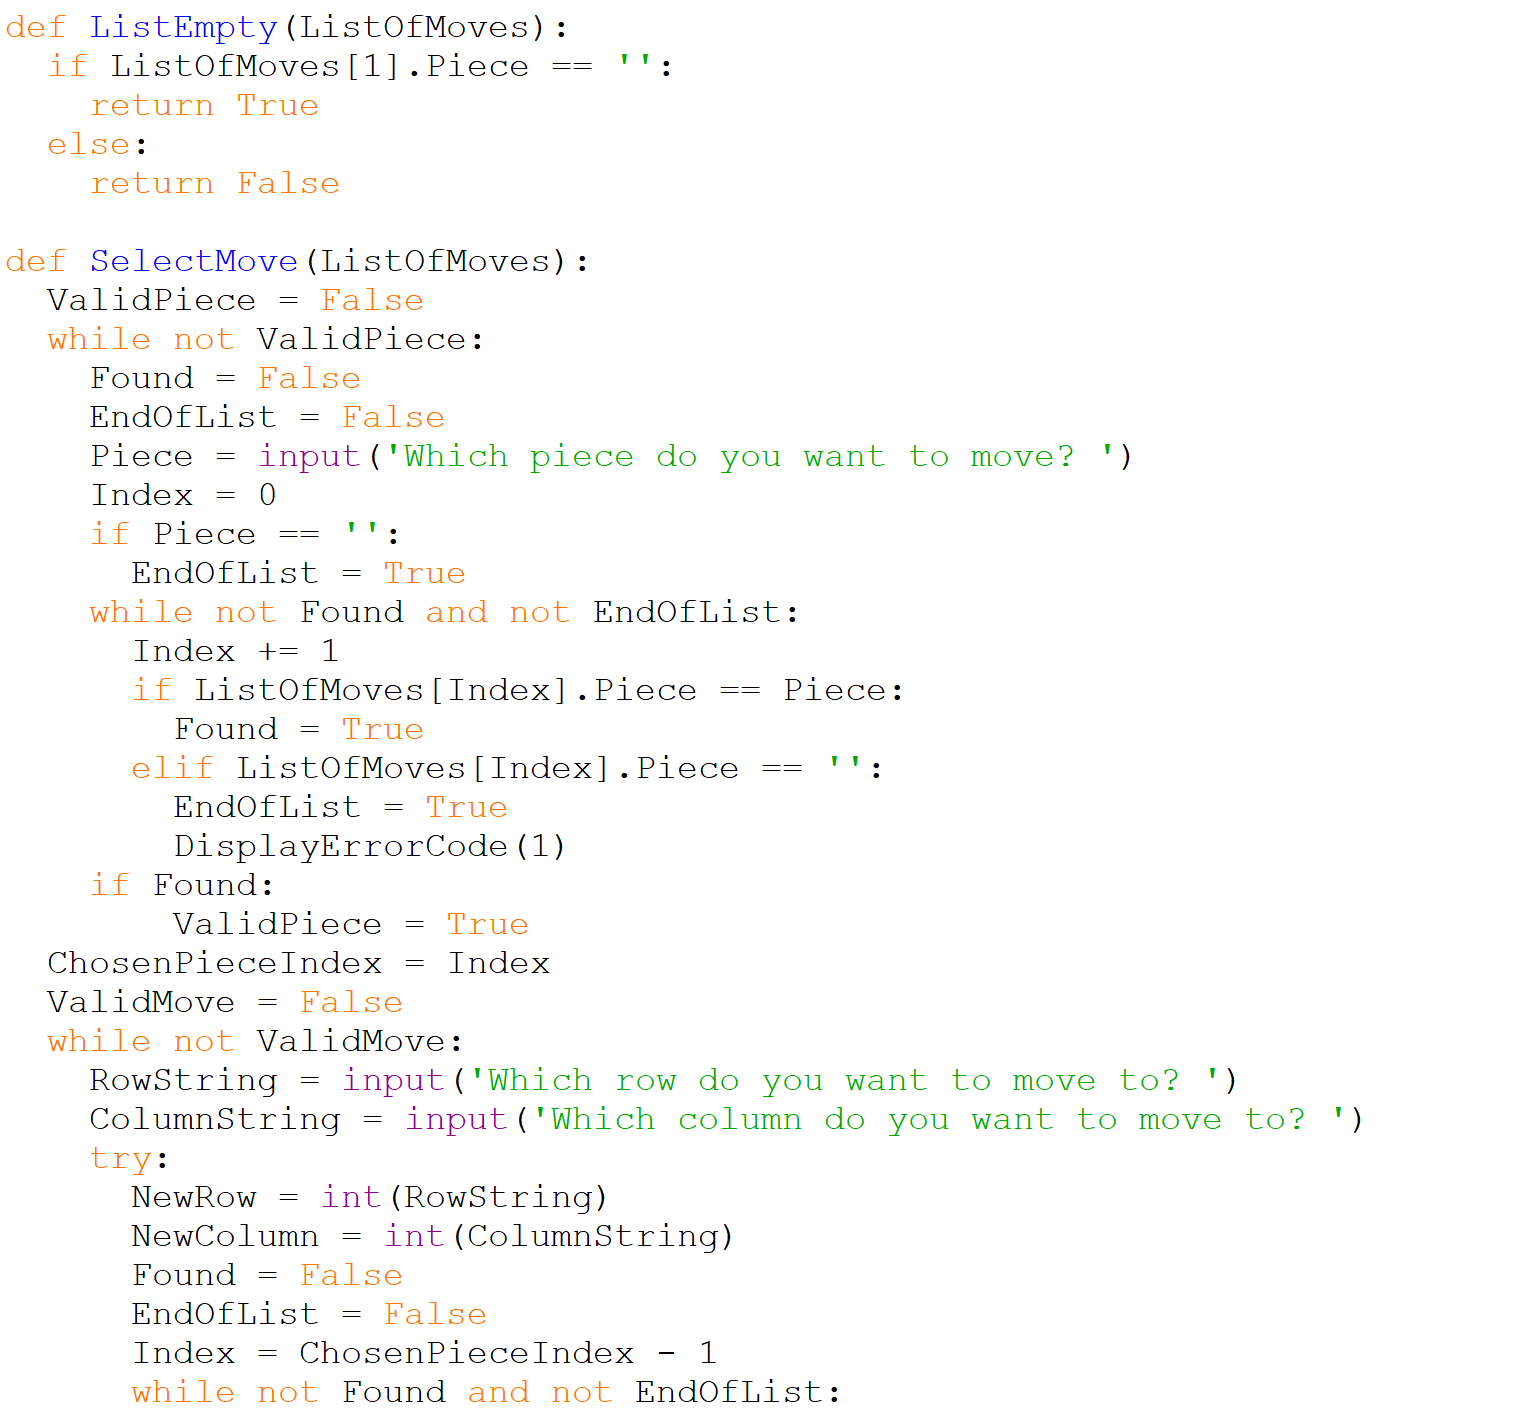 def ListEmpty(ListOfMoves):
  if ListOfMoves[1].Piece == '':
    return True
  else:
    return False

def SelectMove(ListOfMoves):
  ValidPiece = False
  while not ValidPiece:
    Found = False
    EndOfList = False
    Piece = input('Which piece do you want to move? ')
    Index = 0
    if Piece == '':
      EndOfList = True
    while not Found and not EndOfList:
      Index += 1
      if ListOfMoves[Index].Piece == Piece:
        Found = True
      elif ListOfMoves[Index].Piece == '':
        EndOfList = True
        DisplayErrorCode(1)
    if Found:
        ValidPiece = True
  ChosenPieceIndex = Index
  ValidMove = False
  while not ValidMove:
    RowString = input('Which row do you want to move to? ')
    ColumnString = input('Which column do you want to move to? ')
    try:
      NewRow = int(RowString)
      NewColumn = int(ColumnString)
      Found = False
      EndOfList = False
      Index = ChosenPieceIndex - 1
      while not Found and not EndOfList: